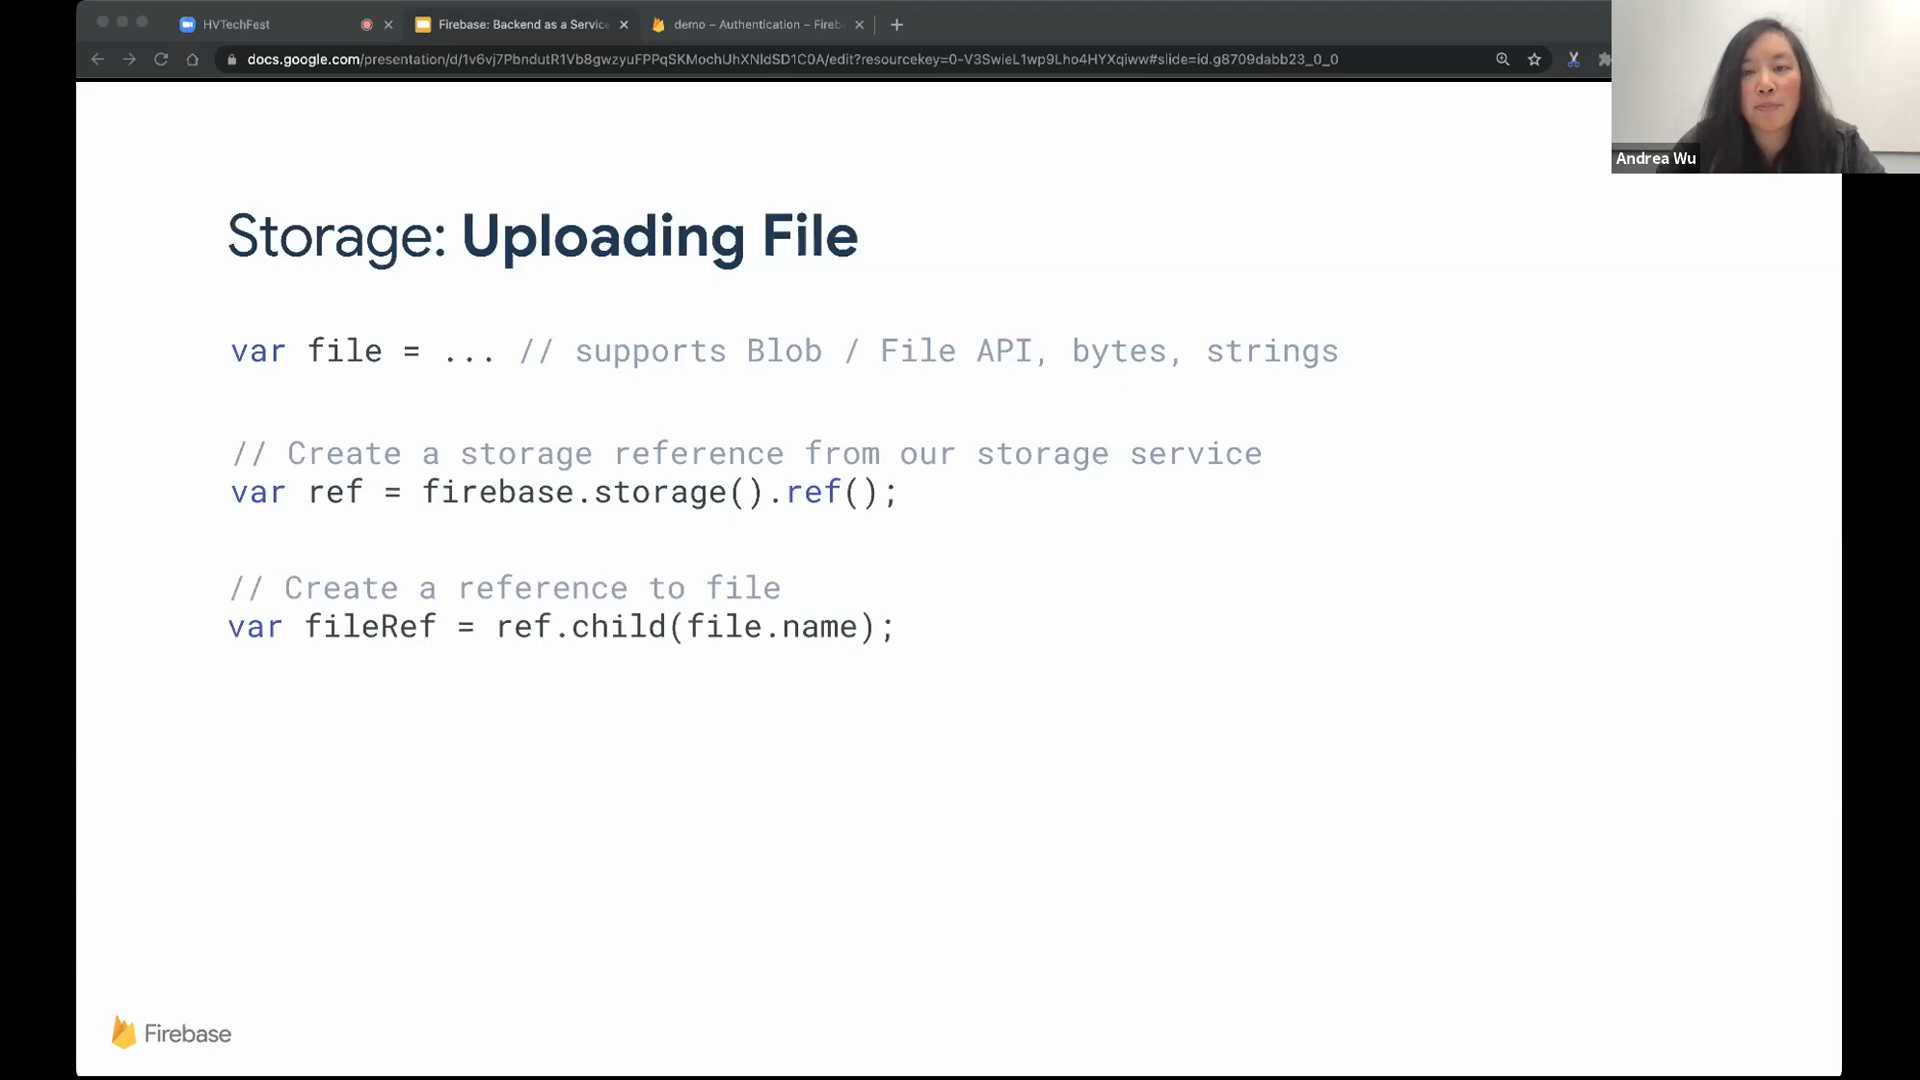 HVTechFest
Firebase: Backend as a Servic
demo – Authentication – Fireb
docs.google.com/presentation/d/1v6vj7PbndutR1Vb8gwzyuFPPqSKMochUhXNldSD1C0A/edit?resourcekey=0-V3SwieL1wp9Lho4HYXqiww#slide=id.g8709dabb23_0_0
Andrea Wu
Storage: Uploading File
var file = ... // supports Blob / File API, bytes, strings
// Create a storage reference from our storage service
var ref = firebase.storage().ref();
// Create a reference to file
var fileRef = ref.child(file.name);
Firebase